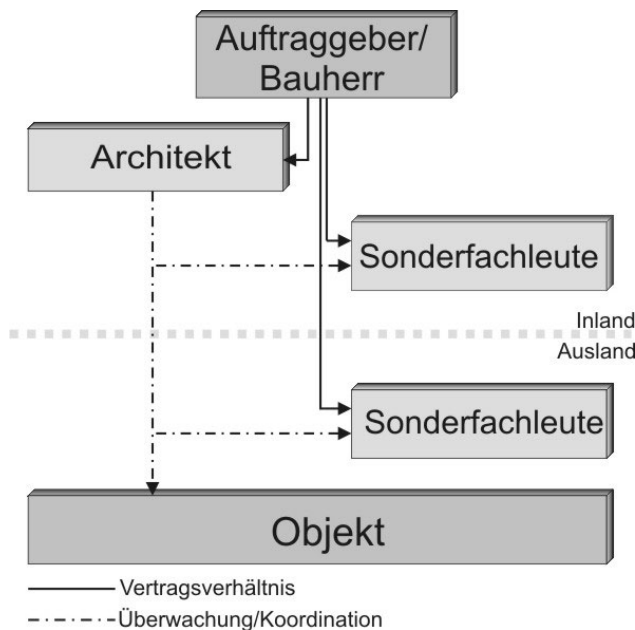 Auftraggeber/
Bauherr
Architekt
Sonderfachleute
Inland
Ausland
Sonderfachleute
Objekt
Vertragsverhältnis
Überwachung/Koordination